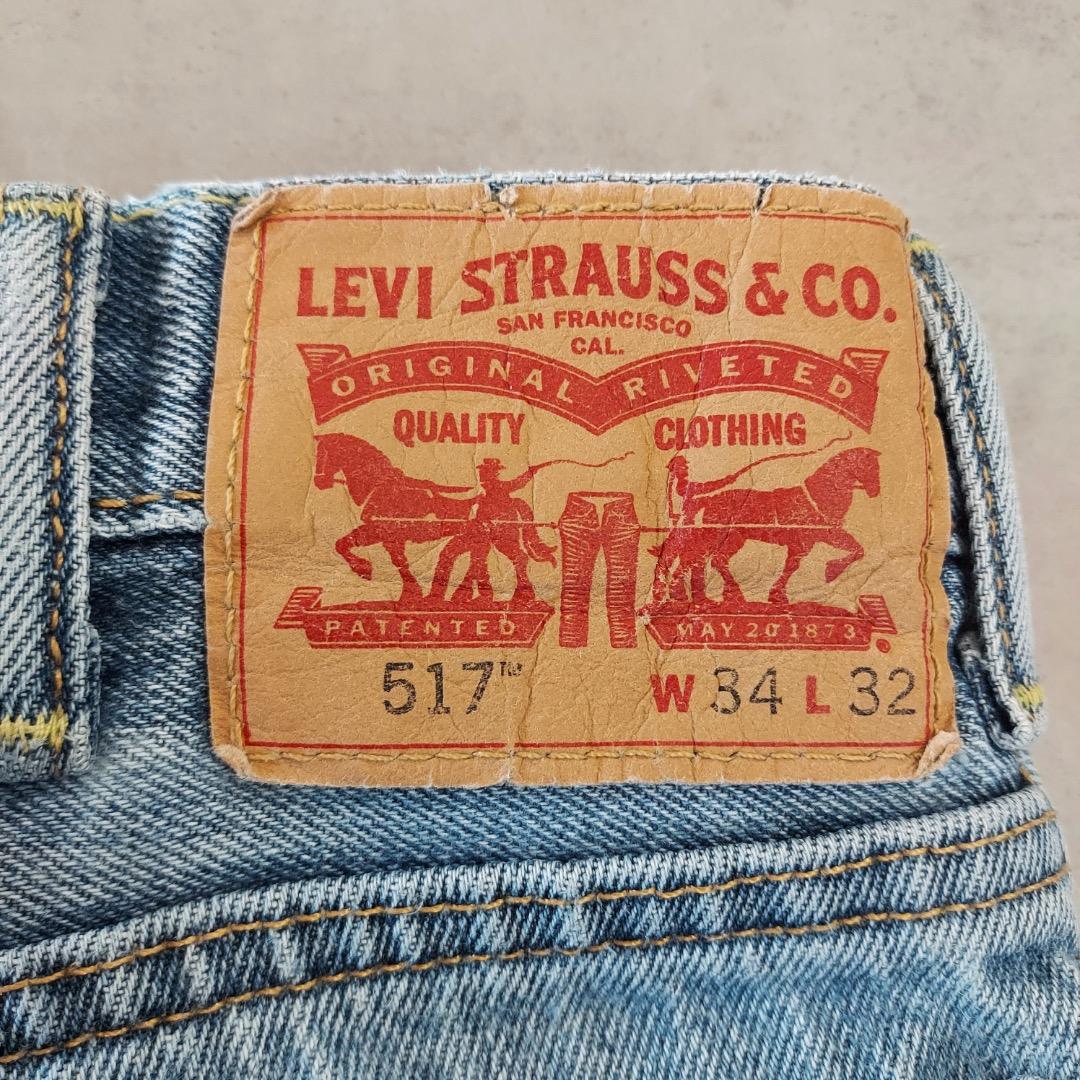 LEVI STRAUSS & CO.
SAN FRANCISCO
CAL.
ORIGINAL RIVETED
QUALITY CLOTHING
PATENTED MAY 20 1873 ®
517™ W 34 L 32